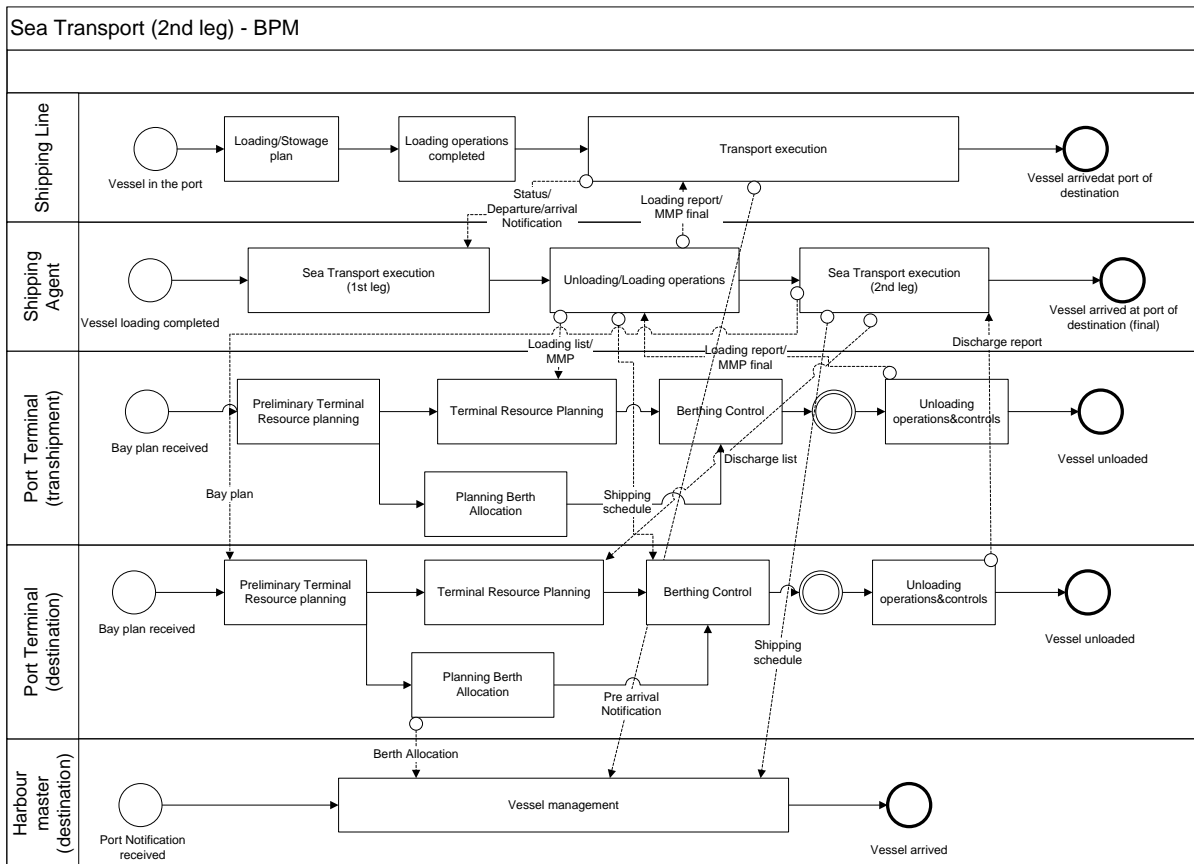 Sea Transport (2nd leg) - BPM
Shipping Line
Vessel in the port
Loading/Stowage
plan
Loading operations
completed
Transport execution
Vessel arrivedat port of
destination
Status/
Departure/arrival
Notification
Loading report/
MMP final
Shipping
Agent
Vessel loading completed
Sea Transport execution
(1st leg)
Unloading/Loading operations
Sea Transport execution
(2nd leg)
Vessel arrived at port of
destination (final)
Loading list/
MMP
Loading report/
MMP final
Discharge report
Port Terminal
(transhipment)
Bay plan received
Preliminary Terminal
Resource planning
Terminal Resource Planning
Berthing Control
Unloading
operations&controls
Vessel unloaded
Discharge list
Bay plan
Planning Berth
Allocation
Shipping
schedule
Port Terminal
(destination)
Bay plan received
Preliminary Terminal
Resource planning
Terminal Resource Planning
Berthing Control
Unloading
operations&controls
Vessel unloaded
Shipping
schedule
Planning Berth
Allocation
Pre arrival
Notification
Berth Allocation
Harbour
master
(destination)
Port Notification
received
Vessel management
Vessel arrived